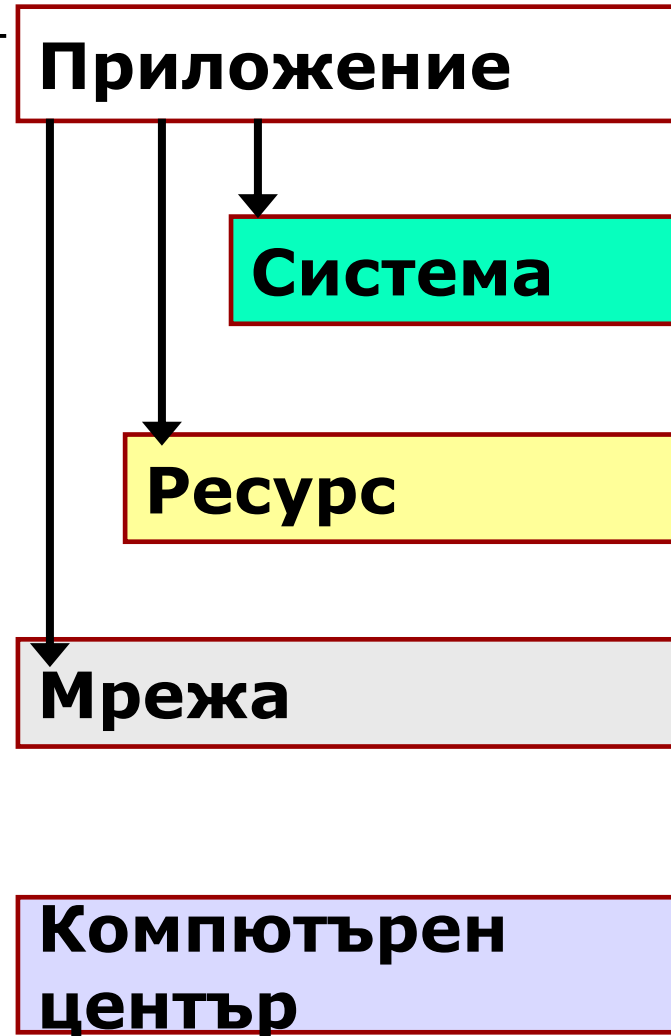 Приложение
Система
Ресурс
Мрежа
Компютърен
център